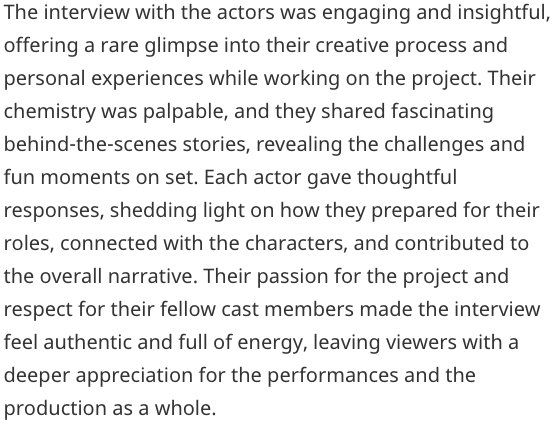 The interview with the actors was engaging and insightful,
offering a rare glimpse into their creative process and
personal experiences while working on the project. Their
chemistry was palpable, and they shared fascinating
behind-the-scenes stories, revealing the challenges and
fun moments on set. Each actor gave thoughtful
responses, shedding light on how they prepared for their
roles, connected with the characters, and contributed to
the overall narrative. Their passion for the project and
respect for their fellow cast members made the interview
feel authentic and full of energy, leaving viewers with a
deeper appreciation for the performances and the
production as a whole.